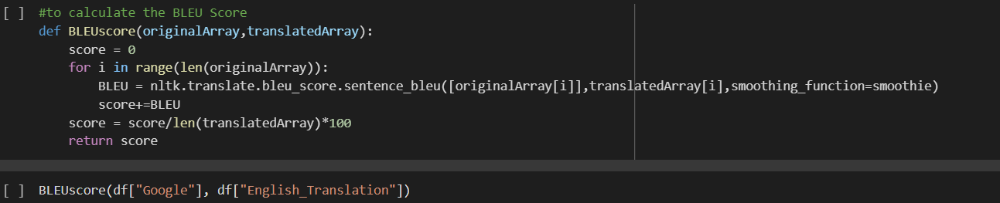 [ ] #to calculate the BLEU Score
def BLEUscore(originalArray,translatedArray):
    score = 0
    for i in range(len(originalArray)):
        BLEU = nltk.translate.bleu_score.sentence_bleu([originalArray[i]],translatedArray[i],smoothing_function=smoothie)
        score+=BLEU
    score = score/len(translatedArray)*100
    return score
[ ] BLEUscore(df["Google"], df["English_Translation"])